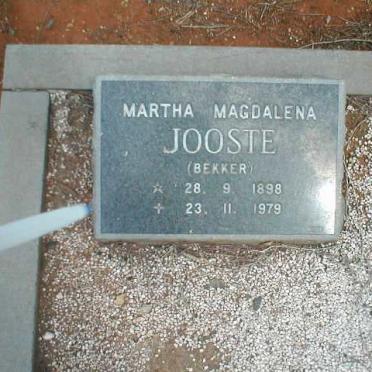 MARTHA MAGDALENA
JOOSTE
(BEKKER)
☆ 28. 9. 1898
✝ 23. 11. 1979